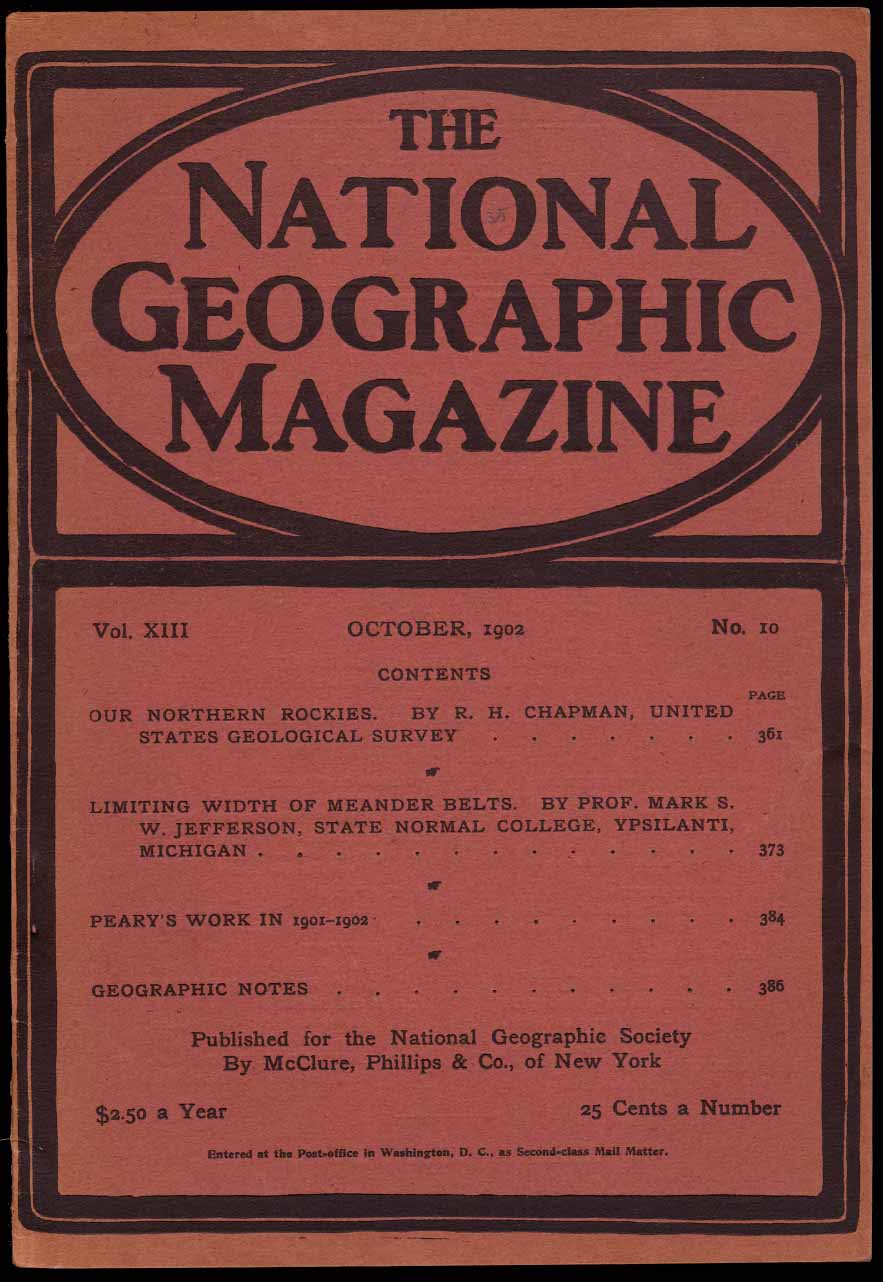 THE
NATIONAL
GEOGRAPHIC
MAGAZINE
Vol. XIII OCTOBER, 1902 No. 10
CONTENTS
PAGE
OUR NORTHERN ROCKIES. BY R. H. CHAPMAN, UNITED
STATES GEOLOGICAL SURVEY . . . . . . . 361
LIMITING WIDTH OF MEANDER BELTS. BY PROF. MARK S.
W. JEFFERSON, STATE NORMAL COLLEGE, YPSILANTI,
MICHIGAN . . . . . . . . . . . . . 373
PEARY'S WORK IN 1901-1902 . . . . . . . . . 384
GEOGRAPHIC NOTES . . . . . . . . . . . 386
Published for the National Geographic Society
By McClure, Phillips & Co., of New York
$2.50 a Year 25 Cents a Number
Entered at the Post-office in Washington, D. C., as Second-class Mail Matter.